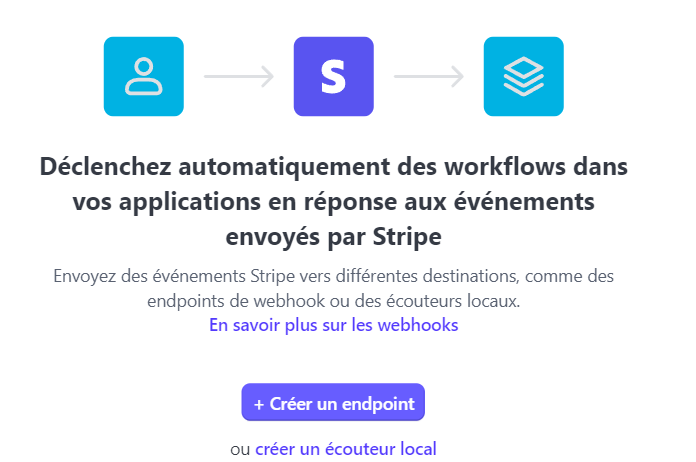 S
Déclenchez automatiquement des workflows dans
vos applications en réponse aux événements
envoyés par Stripe
Envoyez des événements Stripe vers différentes destinations, comme des
endpoints de webhook ou des écouteurs locaux.
En savoir plus sur les webhooks
+ Créer un endpoint
ou créer un écouteur local